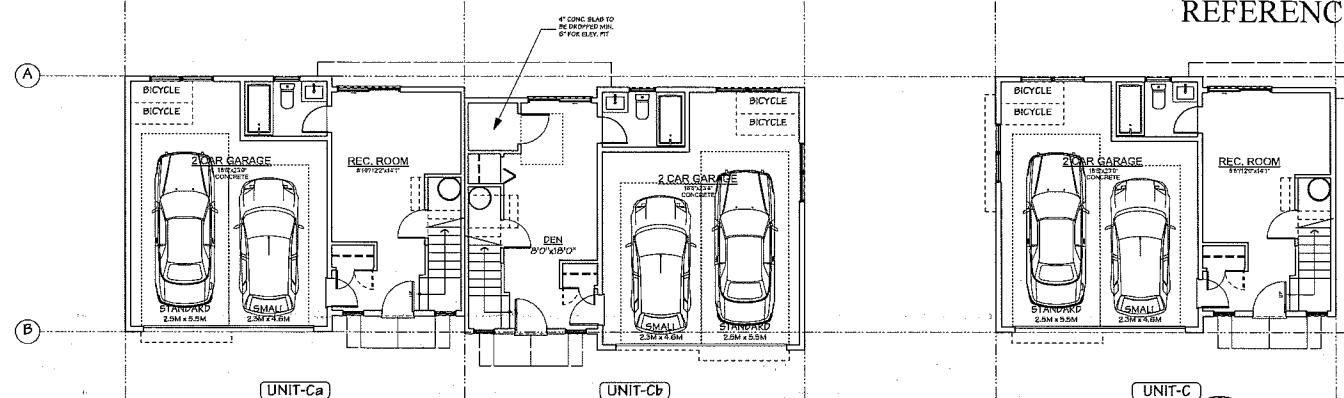 REFERENC
4" CONC. SLAB TO
BE DROPPED MIN.
6" FOR ELEV. PIT
A
BICYCLE
BICYCLE
2 CAR GARAGE
CONCRETE
REC. ROOM
STANDARD
2.5M x 5.5M
SMALL
2.3M x 4.6M
DEN
8'0"x18'0"
BICYCLE
BICYCLE
2 CAR GARAGE
CONCRETE
SMALL
2.3M x 4.6M
STANDARD
2.5M x 5.5M
BICYCLE
BICYCLE
2 CAR GARAGE
CONCRETE
REC. ROOM
STANDARD
2.5M x 5.5M
SMALL
2.3M x 4.6M
B
UNIT-Ca
UNIT-Cb
UNIT-C